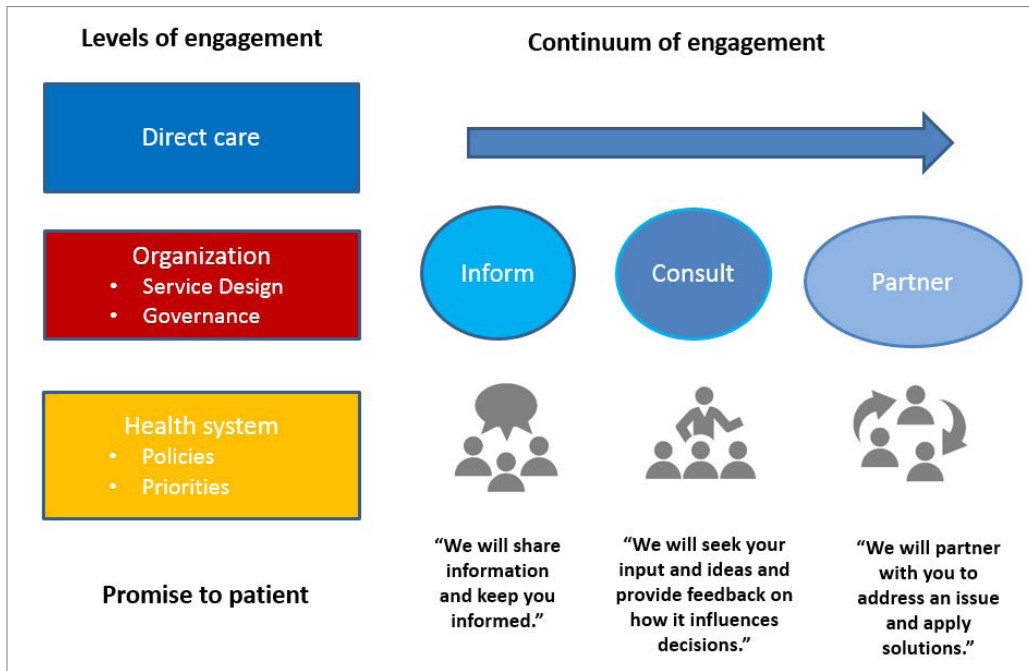 Levels of engagement
Continuum of engagement
Direct care
Organization
• Service Design
• Governance
Health system
• Policies
• Priorities
Inform
Consult
Partner
Promise to patient
“We will share
information
and keep you
informed.”
“We will seek your
input and ideas and
provide feedback on
how it influences
decisions.”
“We will partner
with you to
address an issue
and apply
solutions.”